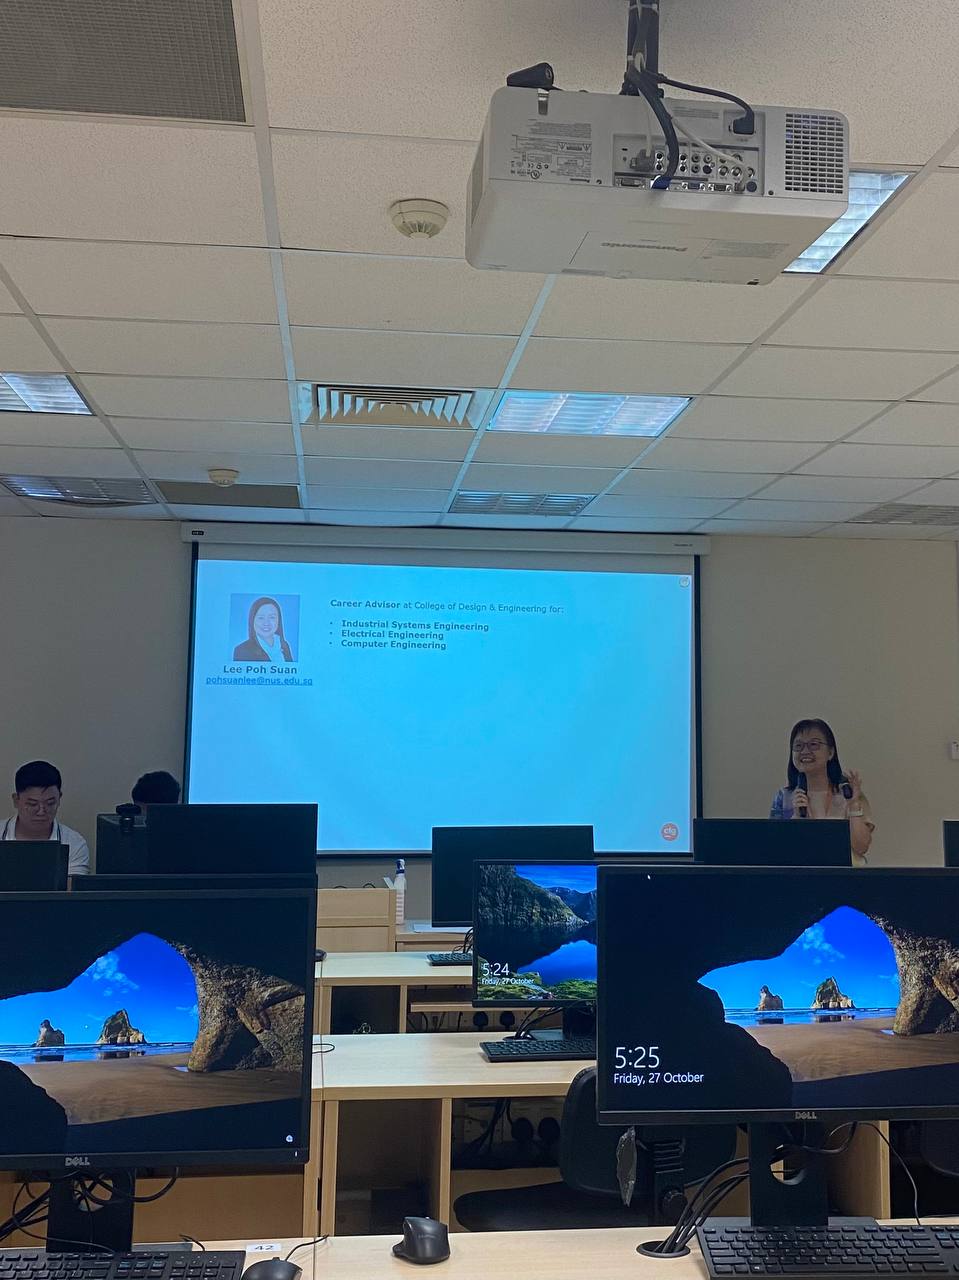 Panasonic
Career Advisor at College of Design & Engineering for:
• Industrial Systems Engineering
• Electrical Engineering
• Computer Engineering
Lee Poh Suan
pohsuanlee@nus.edu.sg
cfg
5:24
Friday, 27 October
5:25
Friday, 27 October
DELL
DELL
42